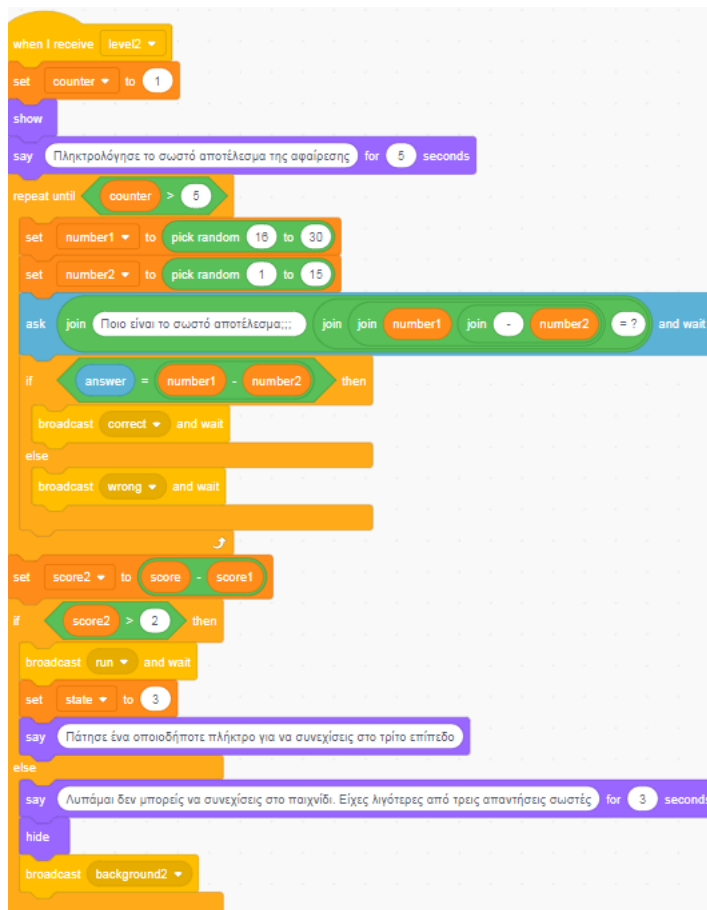 when I receive level2
set counter to 1
show
say Πληκτρολόγησε το σωστό αποτέλεσμα της αφαίρεσης for 5 seconds
repeat until counter > 5
set number1 to pick random 16 to 30
set number2 to pick random 1 to 15
ask join Ποιο είναι το σωστό αποτέλεσμα;;; join join number1 join - number2 = ? and wait
if answer = number1 - number2 then
broadcast correct and wait
else
broadcast wrong and wait
set score2 to score - score1
if score2 > 2 then
broadcast run and wait
set state to 3
say Πάτησε ένα οποιοδήποτε πλήκτρο για να συνεχίσεις στο τρίτο επίπεδο
else
say Λυπάμαι δεν μπορείς να συνεχίσεις στο παιχνίδι. Είχες λιγότερες από τρεις απαντήσεις σωστές for 3 seconds
hide
broadcast background2